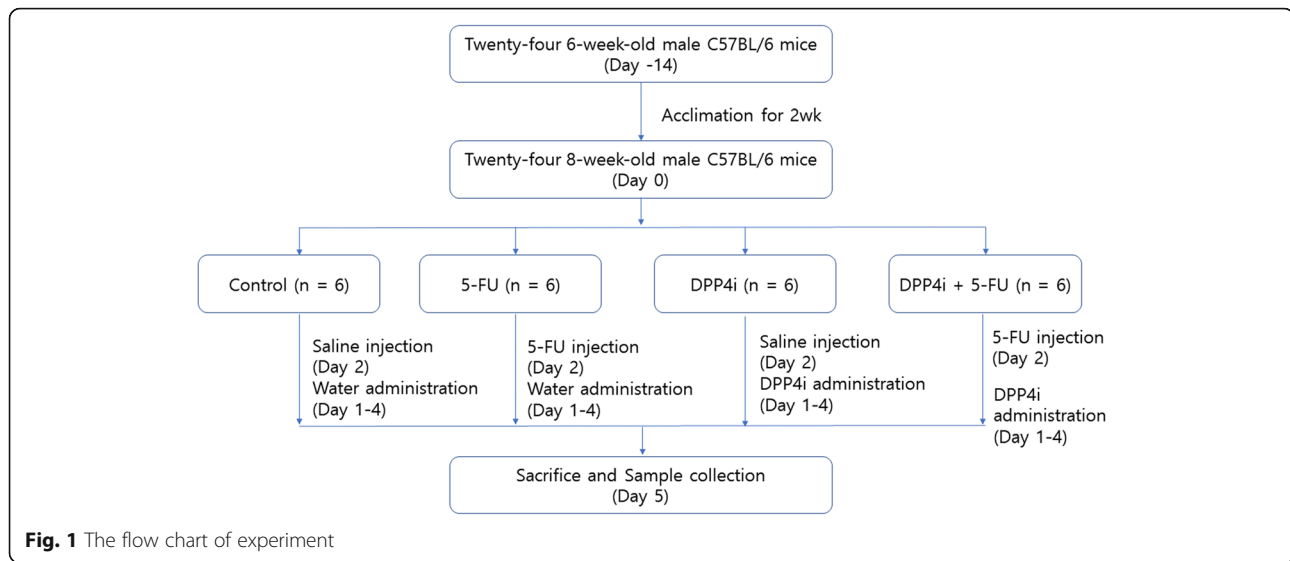 Twenty-four 6-week-old male C57BL/6 mice
(Day -14)
Acclimation for 2wk
Twenty-four 8-week-old male C57BL/6 mice
(Day 0)
Control (n = 6)
5-FU (n = 6)
DPP4i (n = 6)
DPP4i + 5-FU (n = 6)
Saline injection
(Day 2)
Water administration
(Day 1-4)
5-FU injection
(Day 2)
Water administration
(Day 1-4)
Saline injection
(Day 2)
DPP4i administration
(Day 1-4)
5-FU injection
(Day 2)
DPP4i
administration
(Day 1-4)
Sacrifice and Sample collection
(Day 5)
Fig. 1 The flow chart of experiment